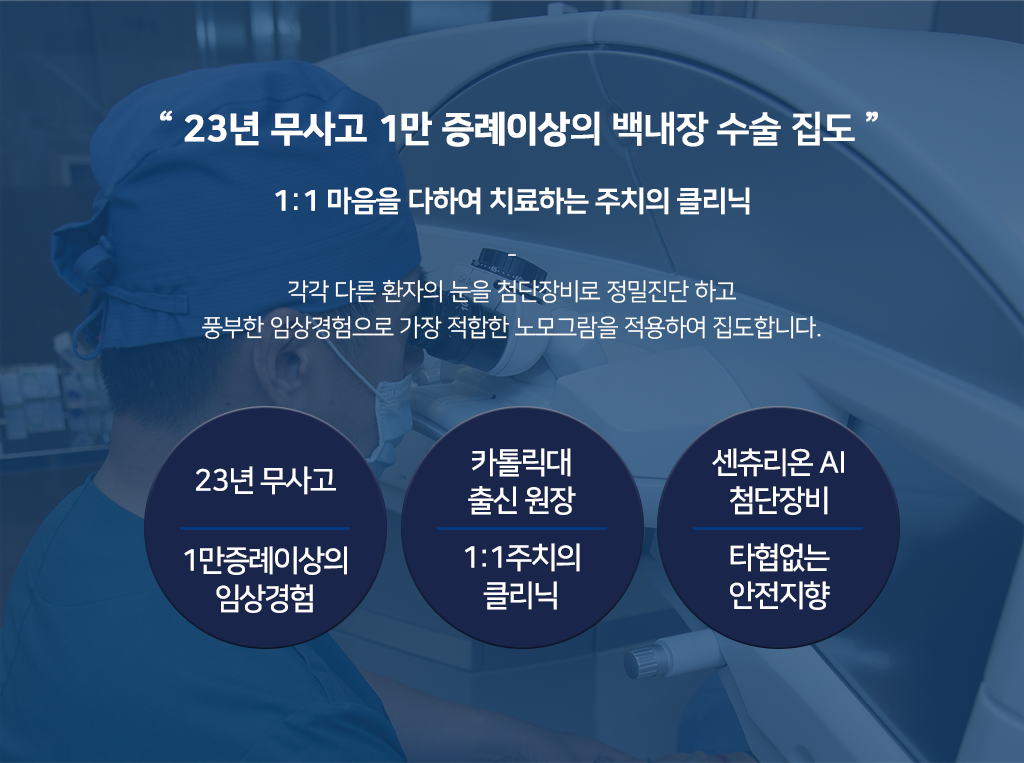 “ 23년 무사고 1만 증례이상의 백내장 수술 집도 ”
1:1 마음을 다하여 치료하는 주치의 클리닉
-
각각 다른 환자의 눈을 첨단장비로 정밀진단 하고
풍부한 임상경험으로 가장 적합한 노모그람을 적용하여 집도합니다.
23년 무사고
1만증례이상의
임상경험
카톨릭대
출신 원장
1:1주치의
클리닉
센츄리온 AI
첨단장비
타협없는
안전지향